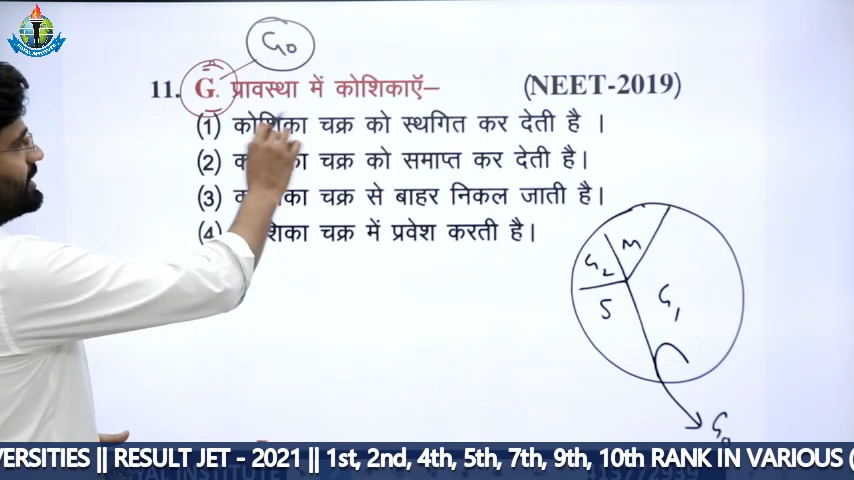 G₀
11. G. प्रावस्था में कोशिकाएँ– (NEET-2019)
(1) कोशिका चक्र को स्थगित कर देती है ।
(2) चक्र को समाप्त कर देती है।
(3) चक्र से बाहर निकल जाती है।
(4) चक्र में प्रवेश करती है।
M
G₂
S
G₁
G₀
VERSITIES || RESULT JET - 2021 || 1st, 2nd, 4th, 5th, 7th, 9th, 10th RANK IN VARIOUS (